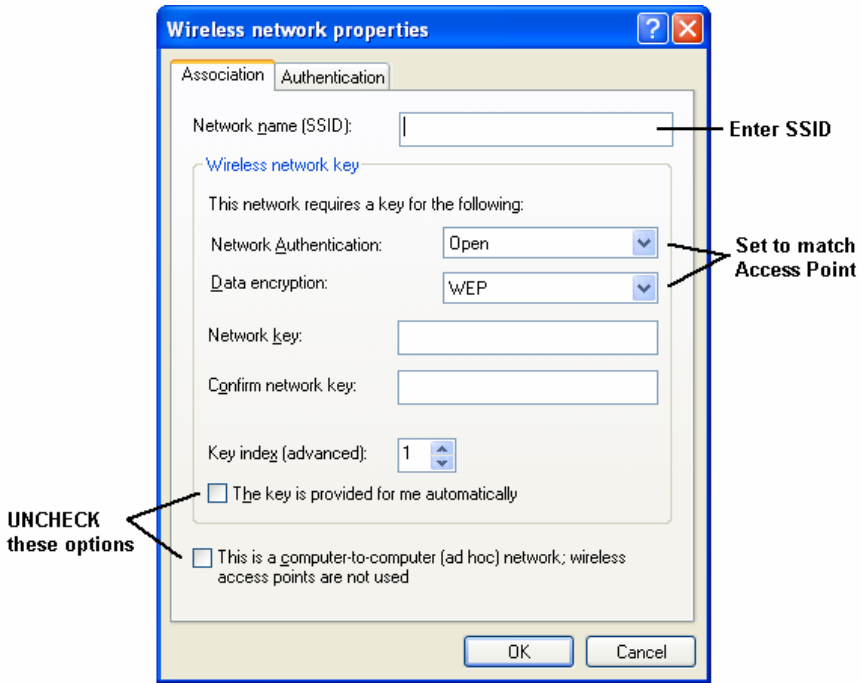 Wireless network properties
Association
Authentication
Network name (SSID):
Enter SSID
Wireless network key
This network requires a key for the following:
Network Authentication:
Open
Set to match
Access Point
Data encryption:
WEP
Network key:
Confirm network key:
Key index (advanced):
1
The key is provided for me automatically
UNCHECK
these options
This is a computer-to-computer (ad hoc) network; wireless
access points are not used
OK
Cancel